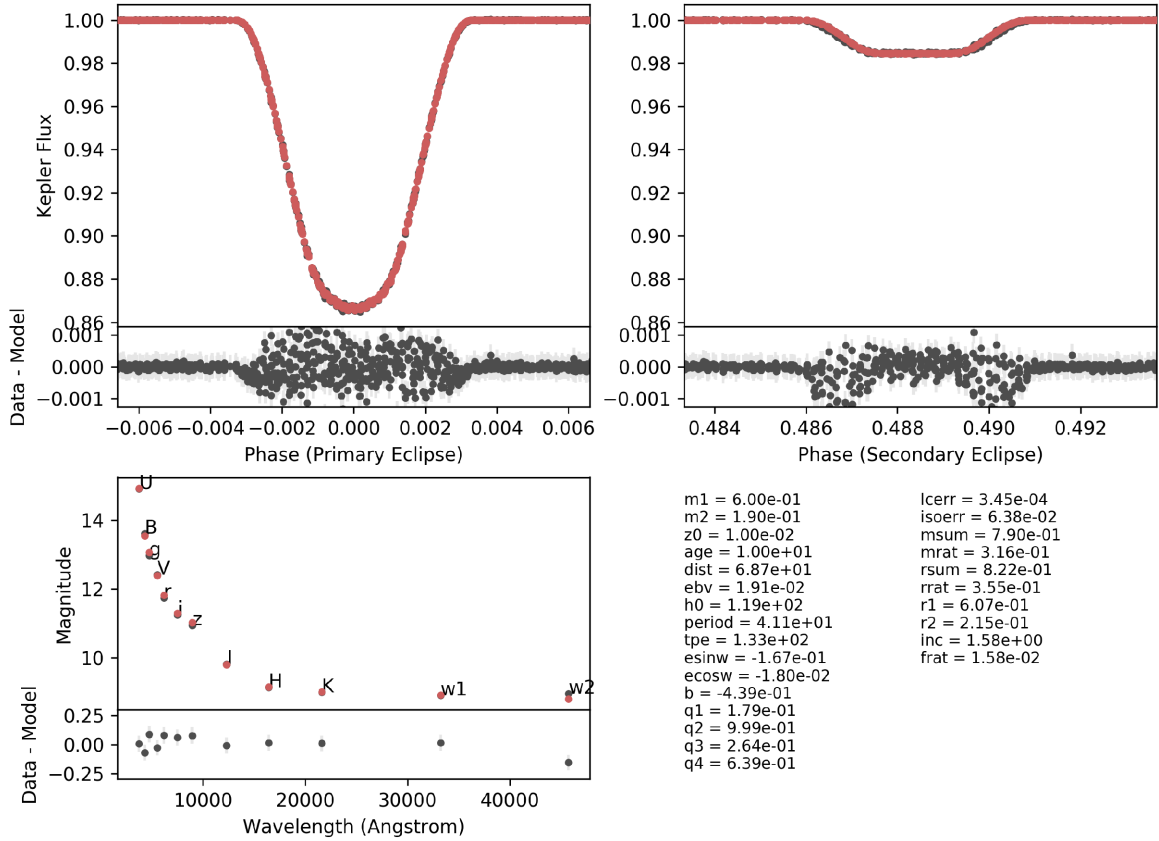 1.00
0.98
0.96
0.94
0.92
0.90
0.88
0.86
Kepler Flux
0.001
0.000
−0.001
Data - Model
−0.006 −0.004 −0.002 0.000 0.002 0.004 0.006
Phase (Primary Eclipse)
1.00
0.98
0.96
0.94
0.92
0.90
0.88
0.86
0.001
0.000
−0.001
0.484 0.486 0.488 0.490 0.492
Phase (Secondary Eclipse)
14
12
10
Magnitude
U
B
g
V
r
i
z
J
H
K
w1
w2
0.25
0.00
−0.25
Data - Model
10000 20000 30000 40000
Wavelength (Angstrom)
m1 = 6.00e-01
m2 = 1.90e-01
z0 = 1.00e-02
age = 1.00e+01
dist = 6.87e+01
ebv = 1.91e-02
h0 = 1.19e+02
period = 4.11e+01
tpe = 1.33e+02
esinw = -1.67e-01
ecosw = -1.80e-02
b = -4.39e-01
q1 = 1.79e-01
q2 = 9.99e-01
q3 = 2.64e-01
q4 = 6.39e-01
lcerr = 3.45e-04
isoerr = 6.38e-02
msum = 7.90e-01
mrat = 3.16e-01
rsum = 8.22e-01
rrat = 3.55e-01
r1 = 6.07e-01
r2 = 2.15e-01
inc = 1.58e+00
frat = 1.58e-02